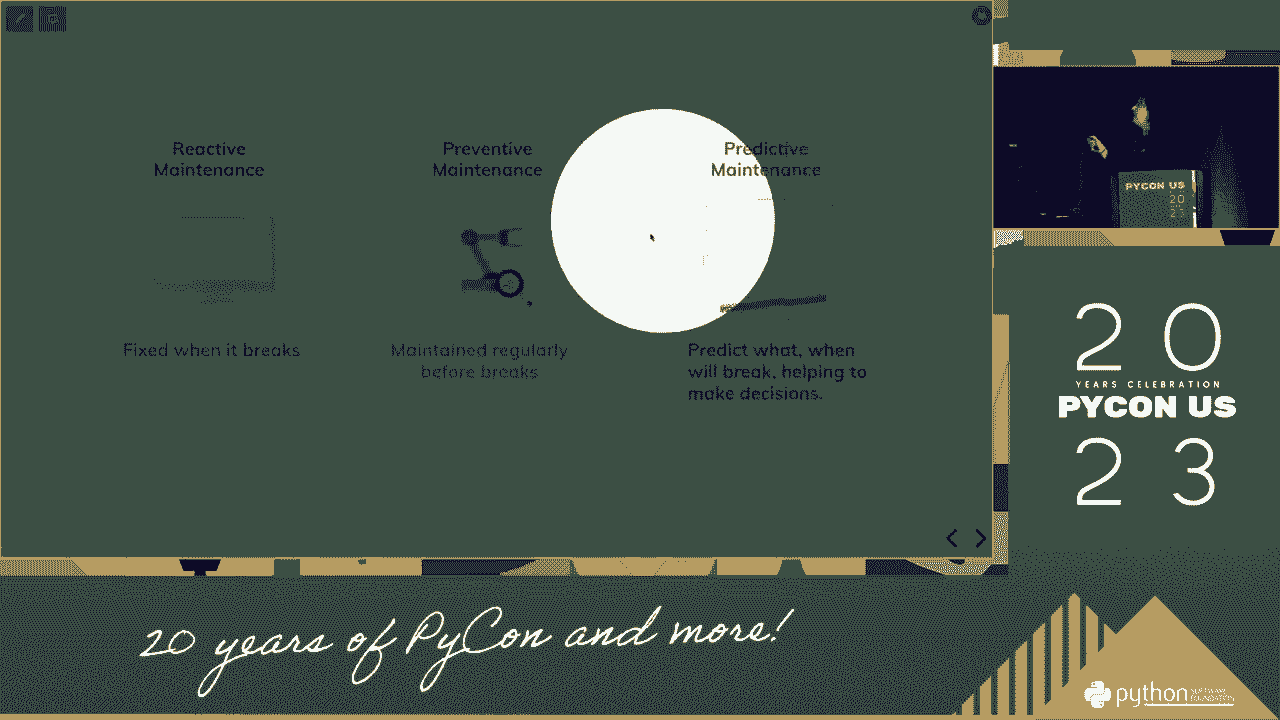 Reactive
Maintenance
Fixed when it breaks
Preventive
Maintenance
Maintained regularly
before breaks
Predictive
Maintenance
Predict what, when
will break, helping to
make decisions.
PYCON US
20
23
20
YEARS CELEBRATION
PYCON US
23
20 years of PyCon and more!
python
SOFTWARE
FOUNDATION